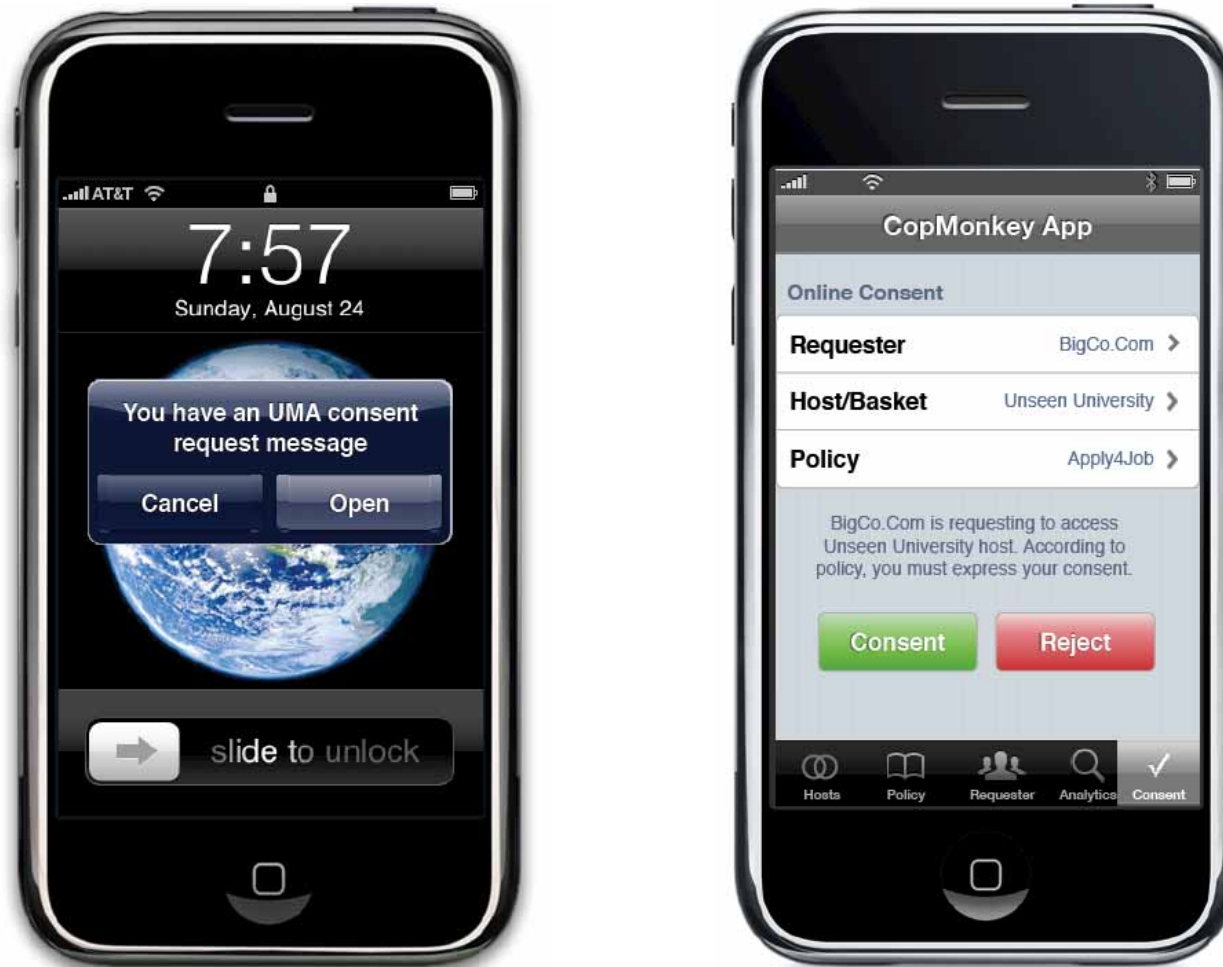 AT&T
7:57
Sunday, August 24
You have an UMA consent
request message
Cancel Open
slide to unlock
CopMonkey App
Online Consent
Requester BigCo.Com
Host/Basket Unseen University
Policy Apply4Job
BigCo.Com is requesting to access
Unseen University host. According to
policy, you must express your consent.
Consent Reject
Hosts Policy Requester Analytics Consent